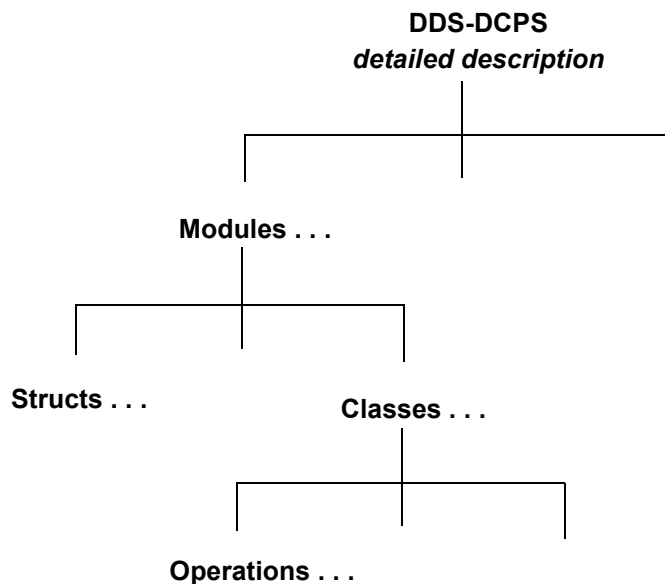 DDS-DCPS
detailed description
Modules . . .
Structs . . .
Classes . . .
Operations . . .